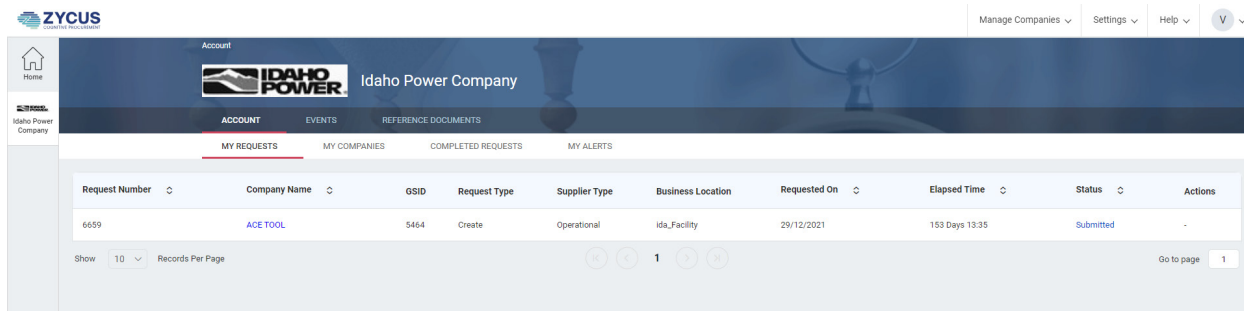 ZYCUS
COGNITIVE PROCUREMENT
Manage Companies Settings Help V
Home
Idaho Power
Company
Account
IDAHO
POWER.
Idaho Power Company
ACCOUNT EVENTS REFERENCE DOCUMENTS
MY REQUESTS MY COMPANIES COMPLETED REQUESTS MY ALERTS
Request Number Company Name GSID Request Type Supplier Type Business Location Requested On Elapsed Time Status Actions
6659 ACE TOOL 5464 Create Operational ida_Facility 29/12/2021 153 Days 13:35 Submitted -
Show 10 Records Per Page 1 Go to page 1